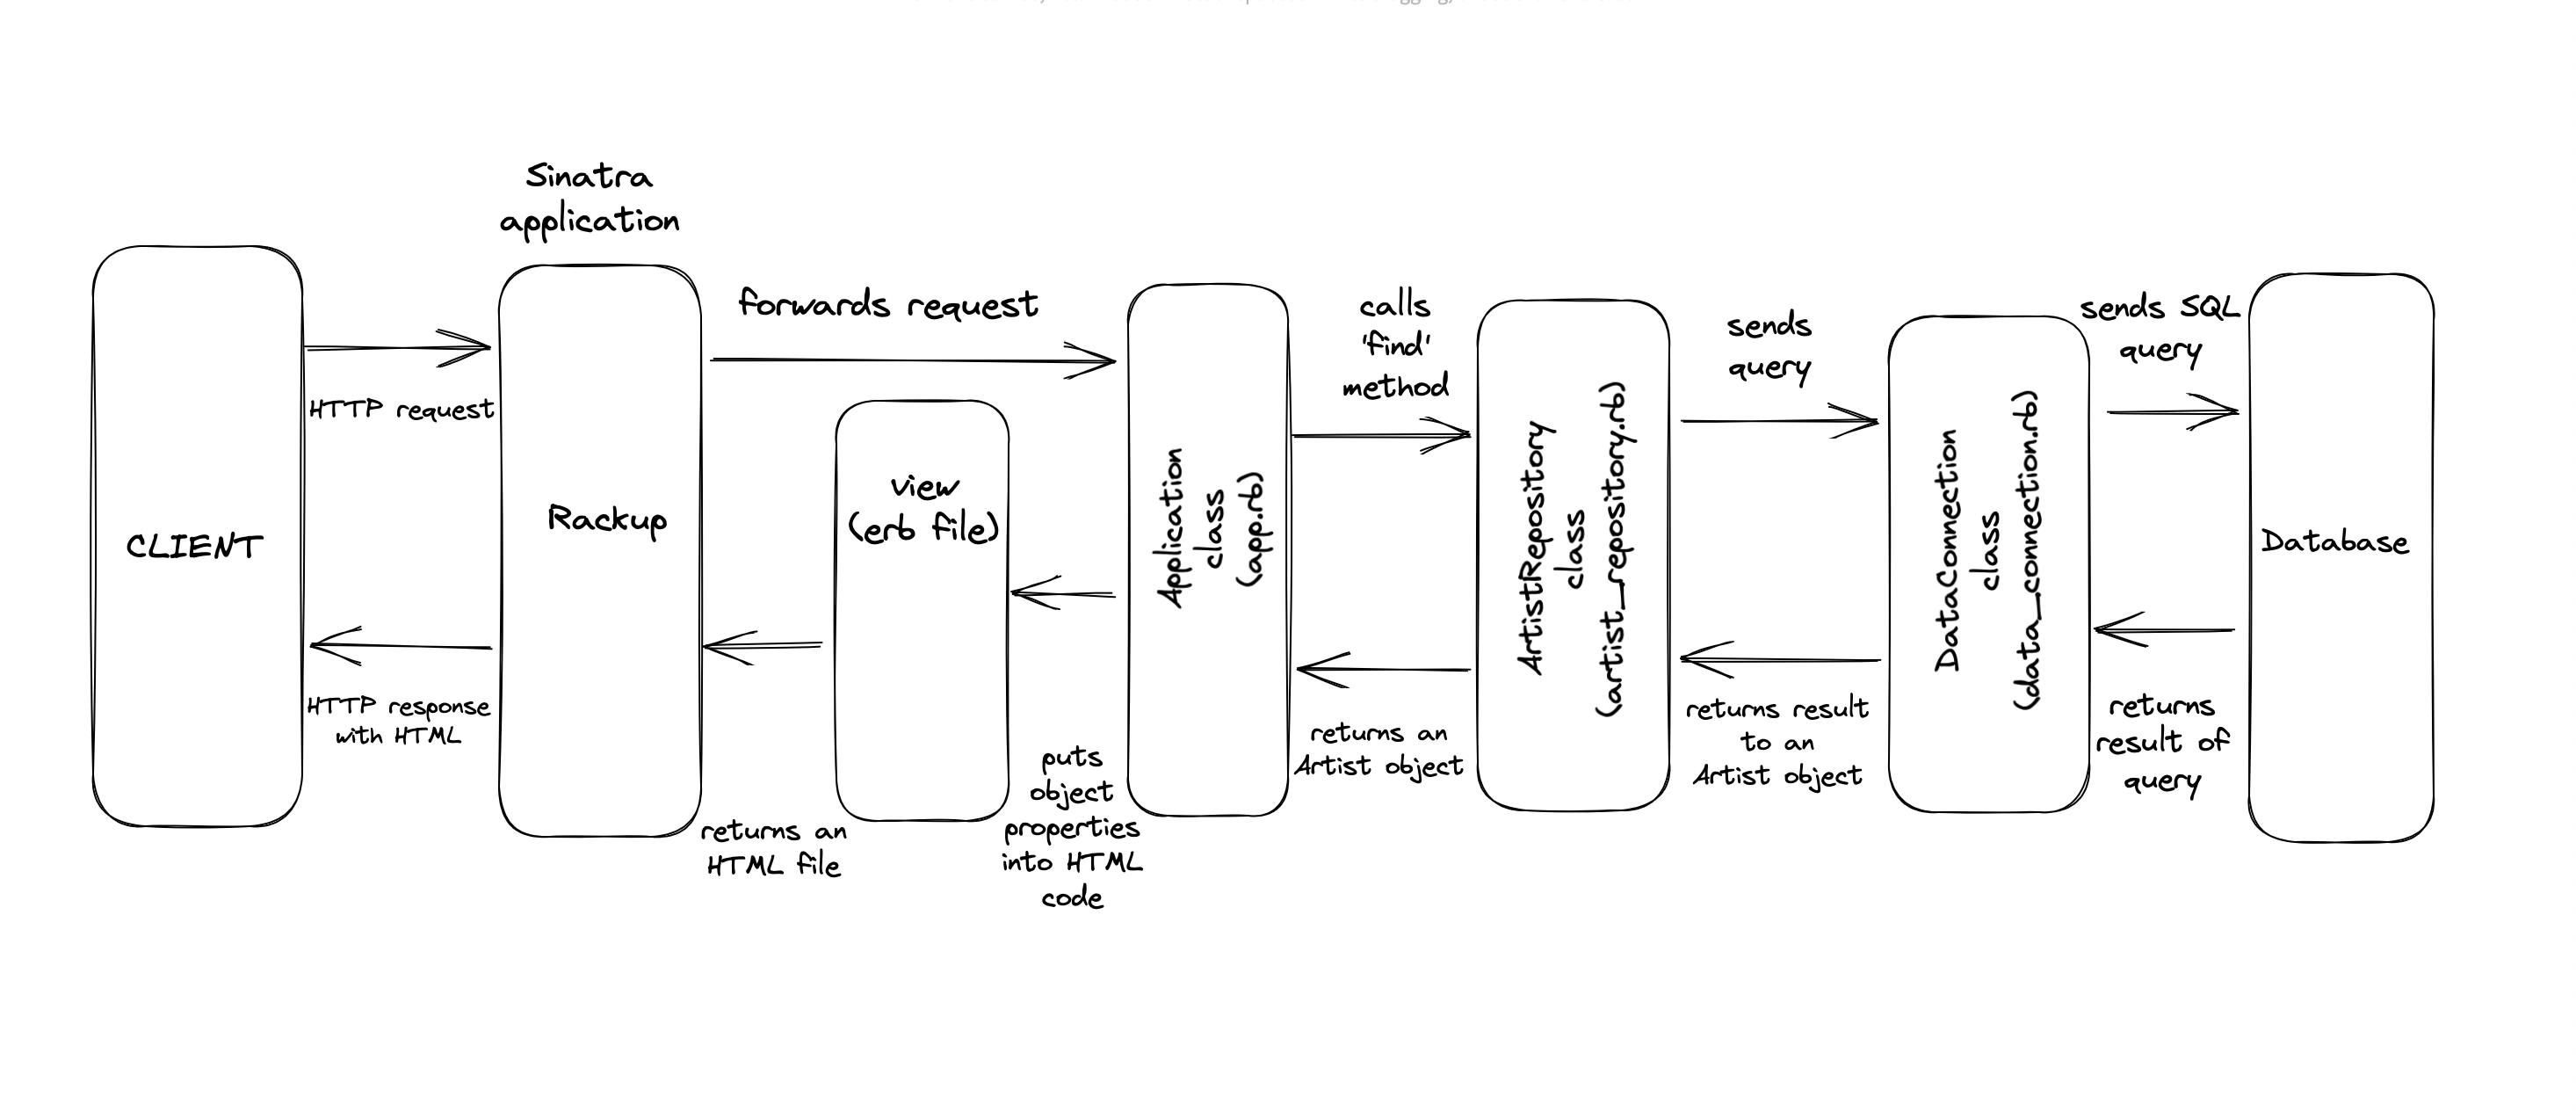 Sinatra
application
CLIENT
HTTP request
HTTP response
with HTML
Rackup
forwards request
view
(erb file)
returns an
HTML file
puts
object
properties
into HTML
code
Application
class
(app.rb)
calls
'find'
method
returns an
Artist object
ArtistRepository
class
(artist_repository.rb)
sends
query
returns result
to an
Artist object
DataConnection
class
(data_connection.rb)
sends SQL
query
returns
result of
query
Database